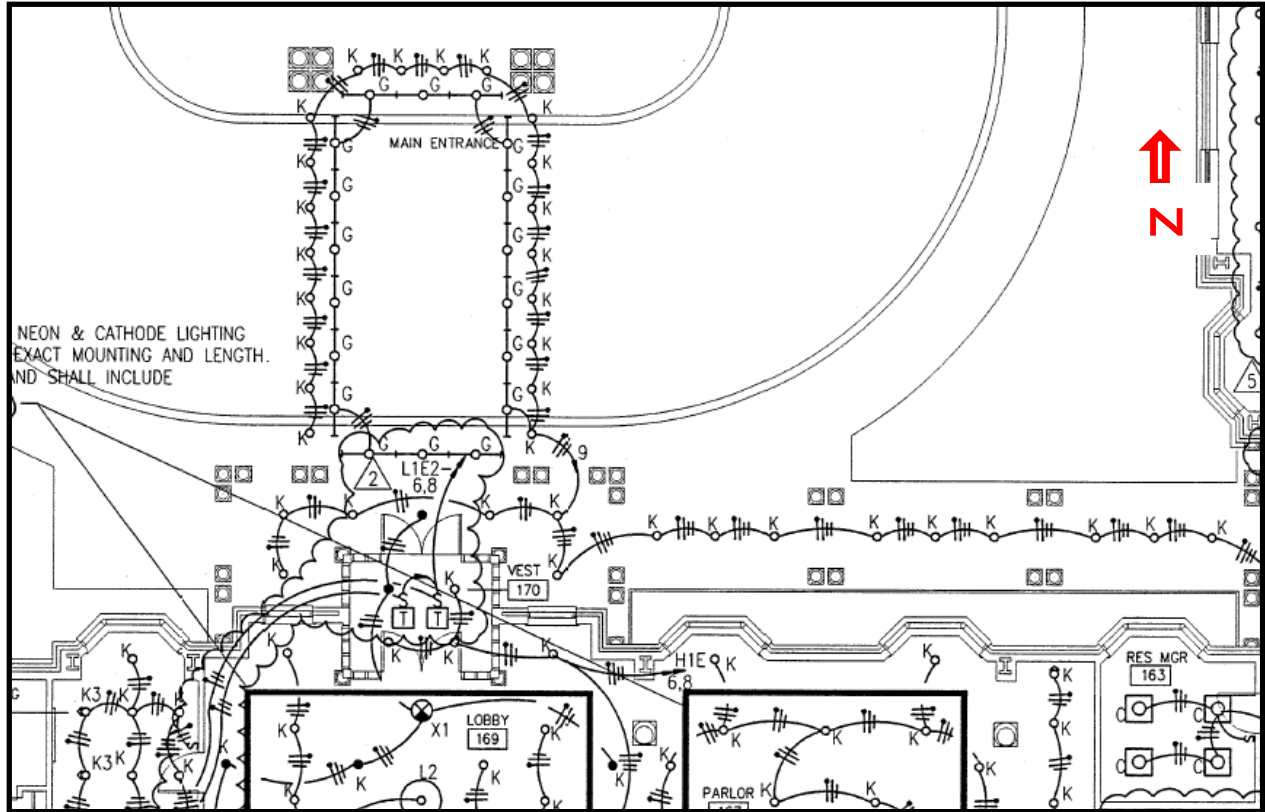 K K K K
G G G
K K
MAIN ENTRANCE
G G
K K
G G
K K
G G
K K
G G
K K
G G
K K
G G
K K
N
NEON & CATHODE LIGHTING
EXACT MOUNTING AND LENGTH.
AND SHALL INCLUDE
5
G G G
2
L1E2
6,8
9
K K K K
K K K K K K K K K
K K K
VEST
170
S S
T T
K K K
H1E
6,8
K K K K
RES MGR
163
G
K3 K K
K3 K
S
X1
LOBBY
169
K K K K K
L2
K K K K
K K K
PARLOR
K K
K K K K
C C
C C
S